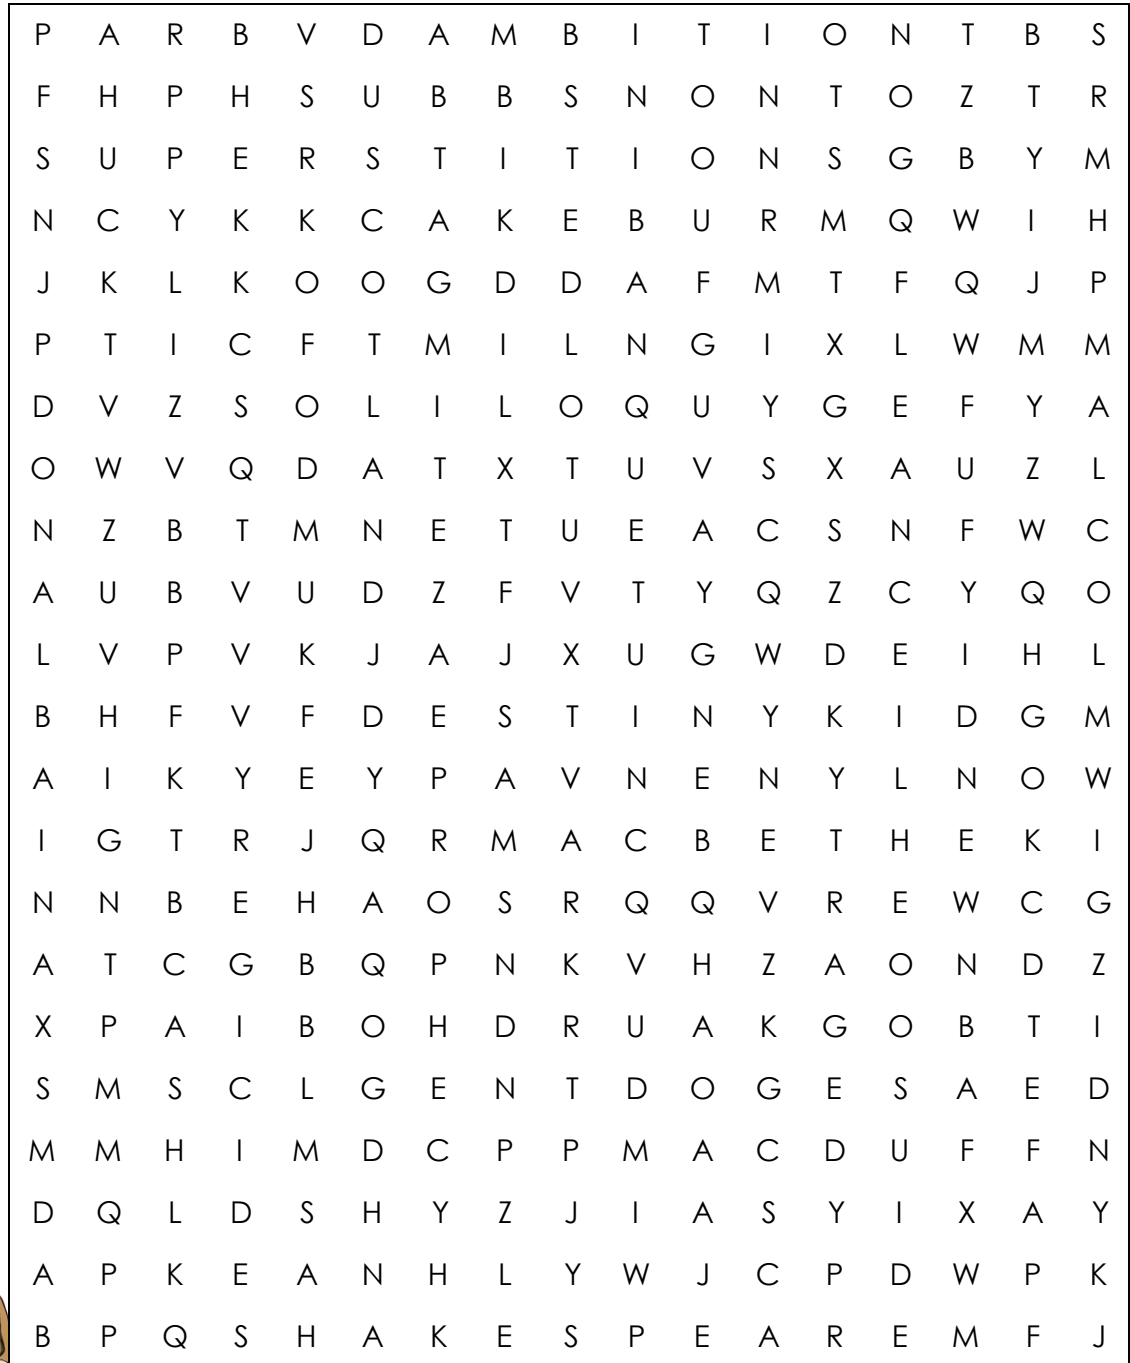 P A R B V D A M B I T I O N T B S
F H P H S U B B S N O N T O Z T R
S U P E R S T I T I O N S G B Y M
N C Y K K C A K E B U R M Q W I H
J K L K O O G D D A F M T F Q J P
P T I C F T M I L N G I X L W M M
D V Z S O L I L O Q U Y G E F Y A
O W V Q D A T X T U V S X A U Z L
N Z B T M N E T U E A C S N F W C
A U B V U D Z F V T Y Q Z C Y Q O
L V P V K J A J X U G W D E I H L
B H F V F D E S T I N Y K I D G M
A I K Y E Y P A V N E N Y L N O W
I G T R J Q R M A C B E T H E K I
N N B E H A O S R Q Q V R E W C G
A T C G B Q P N K V H Z A O N D Z
X P A I B O H D R U A K G O B T I
S M S C L G E N T D O G E S A E D
M M H I M D C P P M A C D U F F N
D Q L D S H Y Z J I A S Y I X A Y
A P K E A N H L Y W J C P D W P K
B P Q S H A K E S P E A R E M F J